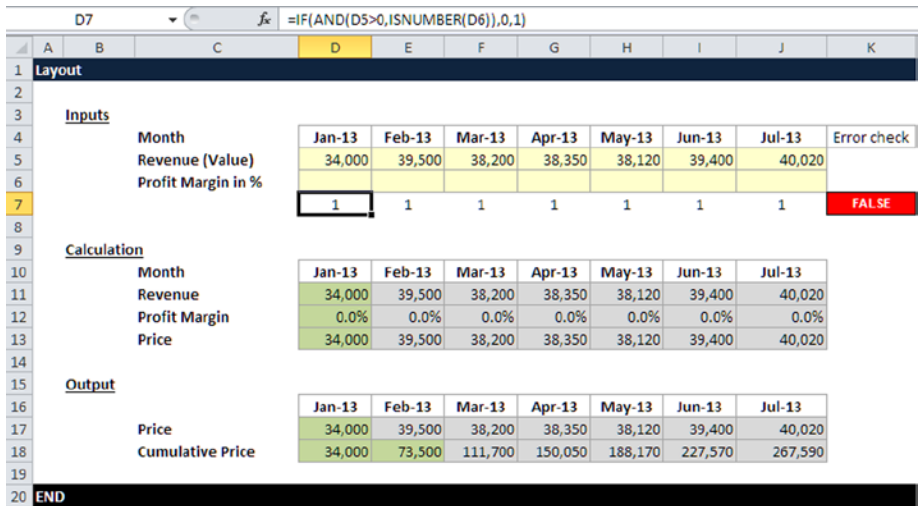 D7 fx =IF(AND(D5>0,ISNUMBER(D6)),0,1)
A B C D E F G H I J K
1 Layout
2
3 Inputs
4 Month Jan-13 Feb-13 Mar-13 Apr-13 May-13 Jun-13 Jul-13 Error check
5 Revenue (Value) 34,000 39,500 38,200 38,350 38,120 39,400 40,020
6 Profit Margin in %
7 1 1 1 1 1 1 1 FALSE
8
9 Calculation
10 Month Jan-13 Feb-13 Mar-13 Apr-13 May-13 Jun-13 Jul-13
11 Revenue 34,000 39,500 38,200 38,350 38,120 39,400 40,020
12 Profit Margin 0.0% 0.0% 0.0% 0.0% 0.0% 0.0% 0.0%
13 Price 34,000 39,500 38,200 38,350 38,120 39,400 40,020
14
15 Output
16 Jan-13 Feb-13 Mar-13 Apr-13 May-13 Jun-13 Jul-13
17 Price 34,000 39,500 38,200 38,350 38,120 39,400 40,020
18 Cumulative Price 34,000 73,500 111,700 150,050 188,170 227,570 267,590
19
20 END